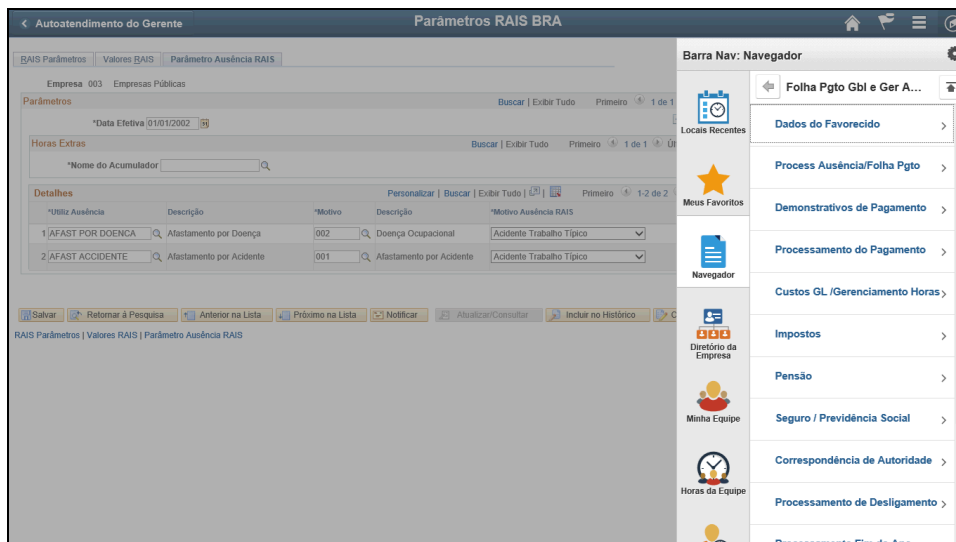 Autoatendimento do Gerente
Parâmetros RAIS BRA
RAIS Parâmetros Valores RAIS Parâmetro Ausência RAIS
Empresa 003 Empresas Públicas
Parâmetros Buscar | Exibir Tudo Primeiro 1 de 1
*Data Efetiva 01/01/2002
Horas Extras Buscar | Exibir Tudo Primeiro 1 de 1
*Nome do Acumulador
Detalhes Personalizar | Buscar | Exibir Tudo | | Primeiro 1-2 de 2
*Utiliz Ausência Descrição *Motivo Descrição *Motivo Ausência RAIS
1 AFAST POR DOENCA Afastamento por Doença 002 Doença Ocupacional Acidente Trabalho Típico
2 AFAST ACCIDENTE Afastamento por Acidente 001 Afastamento por Acidente Acidente Trabalho Típico
Salvar Retornar à Pesquisa Anterior na Lista Próximo na Lista Notificar Atualizar/Consultar Incluir no Histórico
RAIS Parâmetros | Valores RAIS | Parâmetro Ausência RAIS
Barra Nav: Navegador
Locais Recentes
Meus Favoritos
Navegador
Diretório da
Empresa
Minha Equipe
Horas da Equipe
Folha Pgto Gbl e Ger A...
Dados do Favorecido
Process Ausência/Folha Pgto
Demonstrativos de Pagamento
Processamento do Pagamento
Custos GL /Gerenciamento Horas
Impostos
Pensão
Seguro / Previdência Social
Correspondência de Autoridade
Processamento de Desligamento